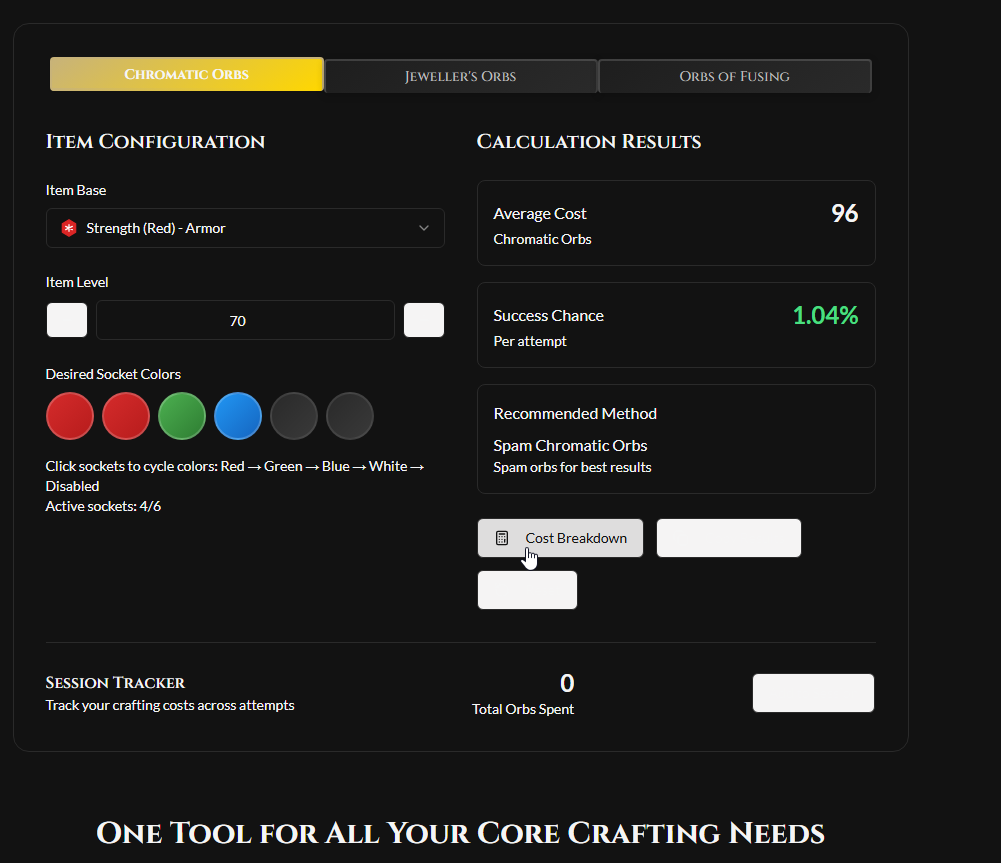 Chromatic Orbs
Jeweller's Orbs
Orbs of Fusing
Item Configuration
Item Base
Strength (Red) - Armor
Item Level
70
Desired Socket Colors
Click sockets to cycle colors: Red → Green → Blue → White →
Disabled
Active sockets: 4/6
Calculation Results
Average Cost
96
Chromatic Orbs
Success Chance
1.04%
Per attempt
Recommended Method
Spam Chromatic Orbs
Spam orbs for best results
Cost Breakdown
Session Tracker
Track your crafting costs across attempts
0
Total Orbs Spent
One Tool for All Your Core Crafting Needs